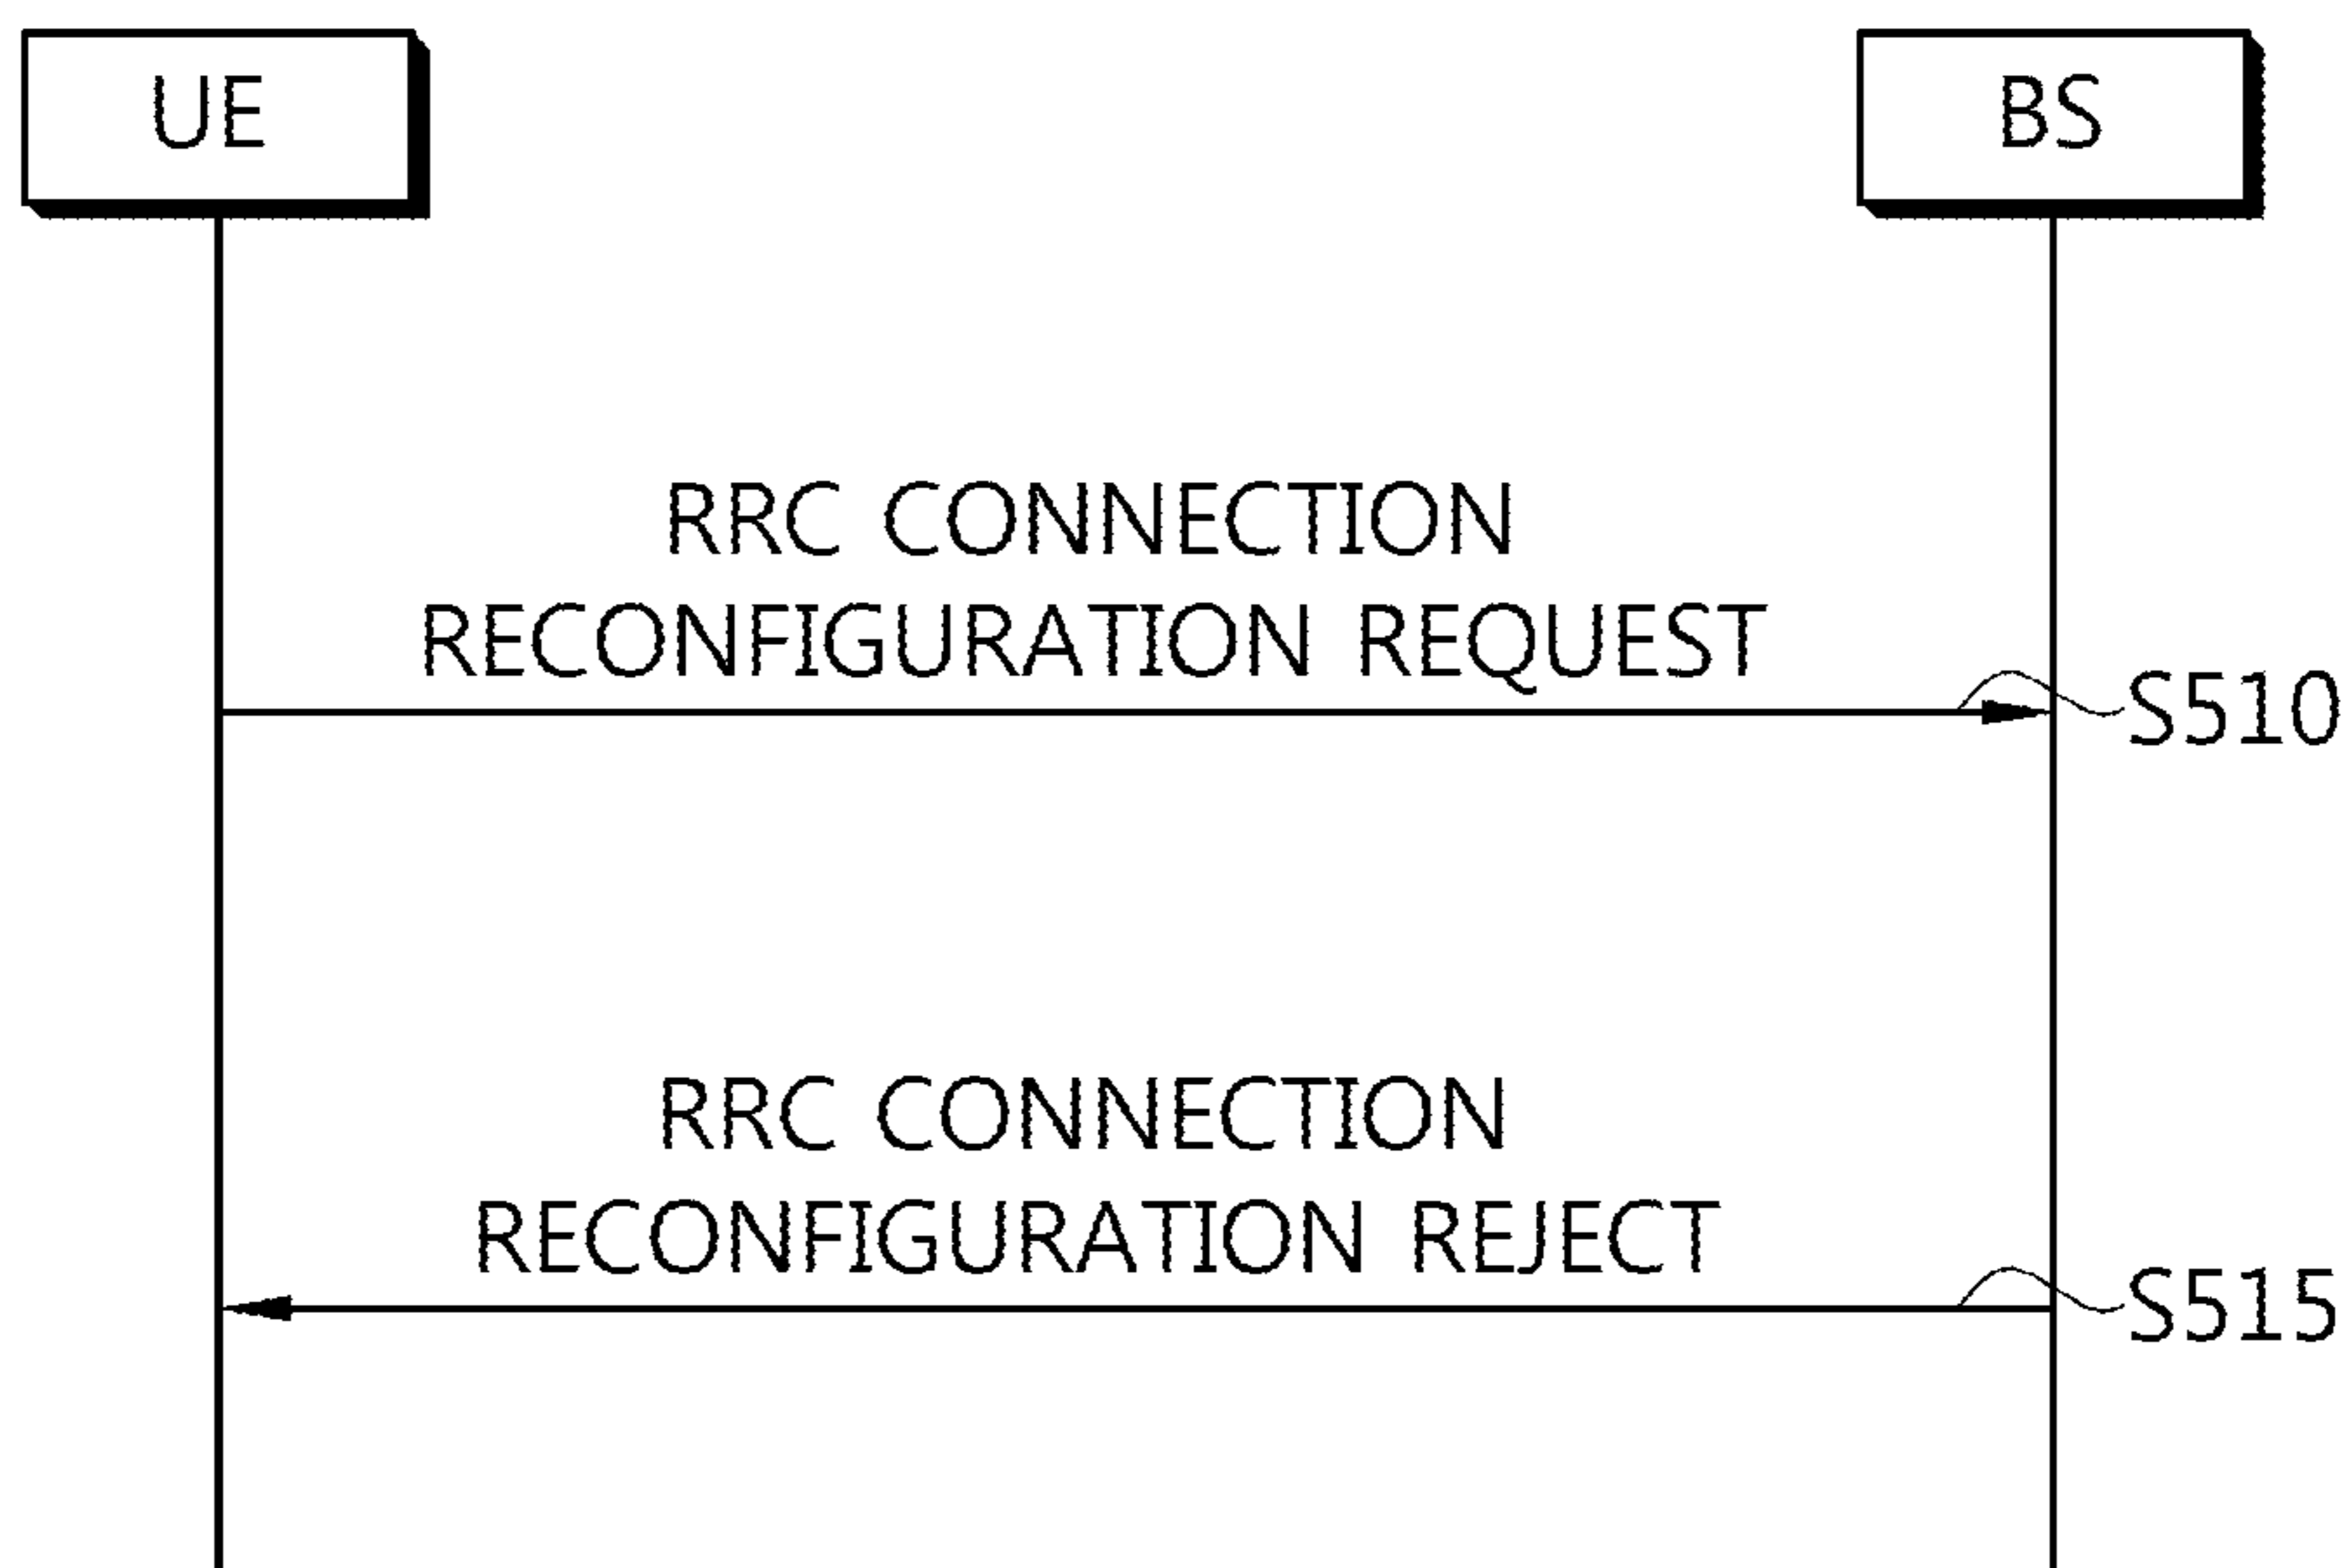 UE
BS
RRC CONNECTION
RECONFIGURATION REQUEST
S510
RRC CONNECTION
RECONFIGURATION REJECT
S515